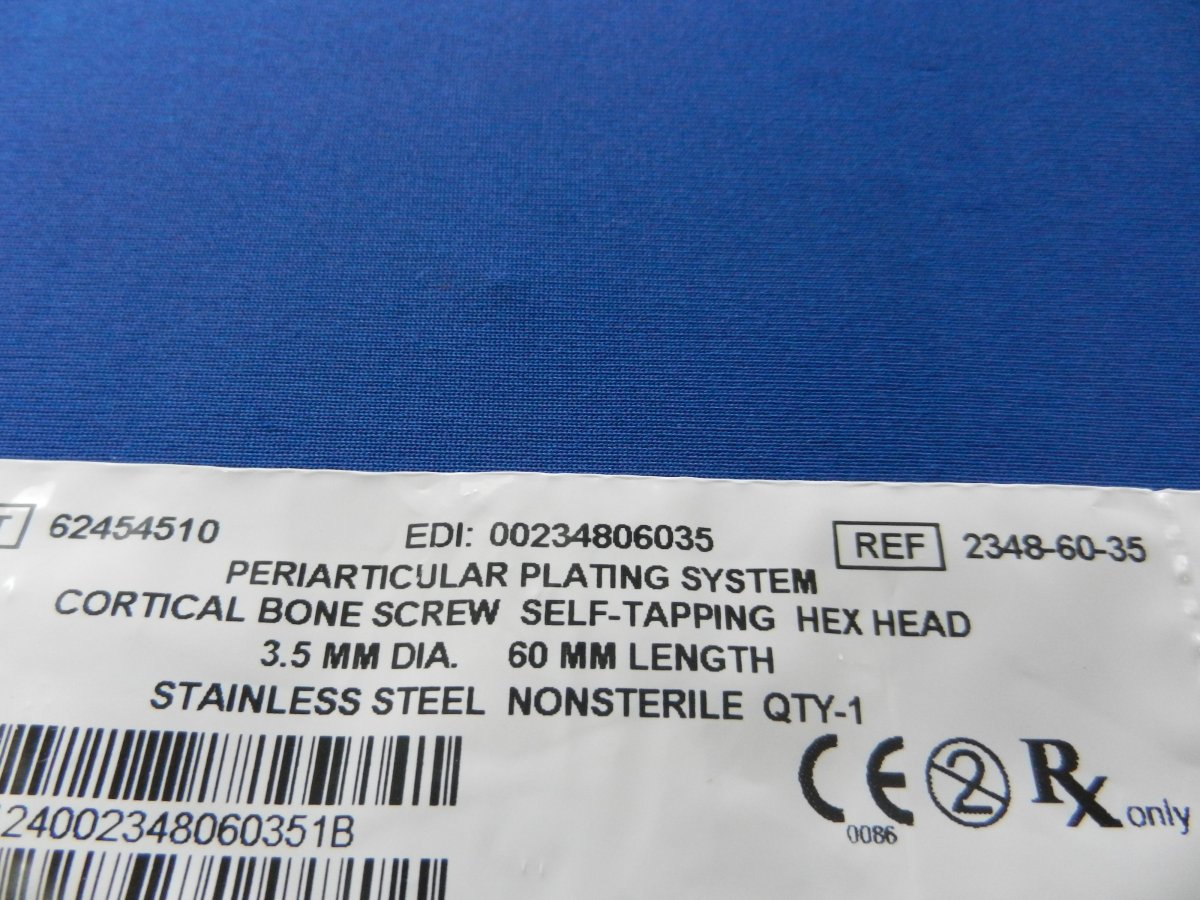 62454510 EDI: 00234806035 REF 2348-60-35
PERIARTICULAR PLATING SYSTEM
CORTICAL BONE SCREW SELF-TAPPING HEX HEAD
3.5 MM DIA. 60 MM LENGTH
STAINLESS STEEL NONSTERILE QTY-1
CE 2 Rx only
0086
24002348060351B